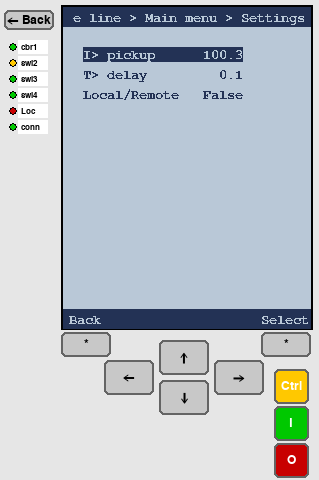 ← Back
e line > Main menu > Settings
cbr1
swi2
swi3
swi4
Loc
conn
I> pickup 100.3
T> delay 0.1
Local/Remote False
Back Select
* *
↑
← →
↓
Ctrl
I
O